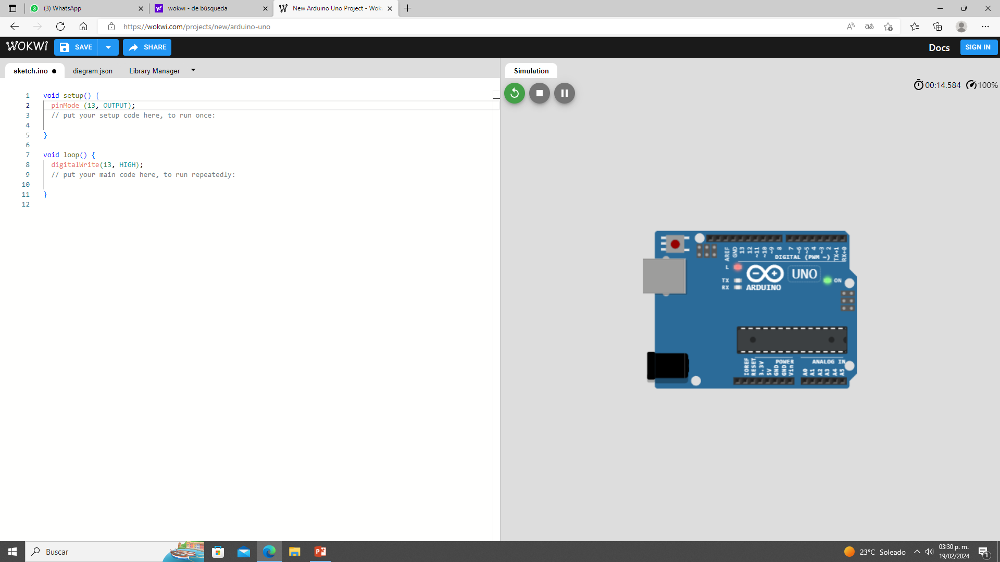 (3) WhatsApp
wokwi - de búsqueda
New Arduino Uno Project - Wok
https://wokwi.com/projects/new/arduino-uno
WOKWI
SAVE
SHARE
Docs
SIGN IN
sketch.ino
diagram.json
Library Manager
Simulation
00:14.584
100%
1 void setup() {
2 pinMode (13, OUTPUT);
3 // put your setup code here, to run once:
4
5 }
6
7 void loop() {
8 digitalWrite(13, HIGH);
9 // put your main code here, to run repeatedly:
10
11 }
12
AREF GND 13 12 ~11 ~10 ~9 8 7 ~6 ~5 4 ~3 2 TX→1 RX←0
DIGITAL (PWM ~)
L
UNO
TX
ON
RX
ARDUINO
POWER
ANALOG IN
IOREF RESET 3.3V 5V GND GND Vin A0 A1 A2 A3 A4 A5
Buscar
23°C Soleado
03:30 p. m.
19/02/2024
1